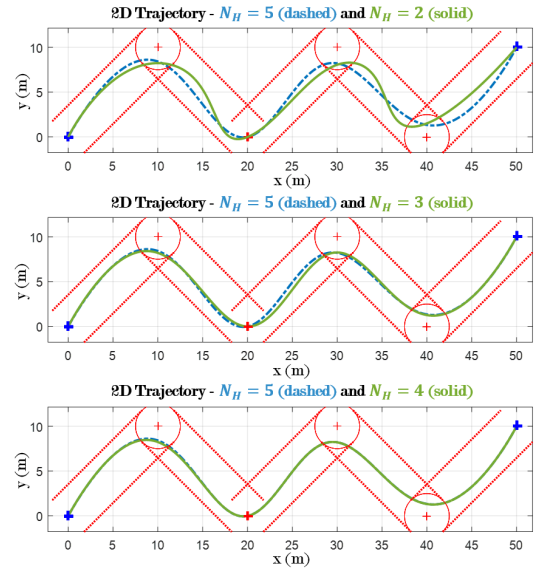 2D Trajectory - N_H = 5 (dashed) and N_H = 2 (solid)
10
5
0
y (m)
0 5 10 15 20 25 30 35 40 45 50
x (m)
2D Trajectory - N_H = 5 (dashed) and N_H = 3 (solid)
10
5
0
y (m)
0 5 10 15 20 25 30 35 40 45 50
x (m)
2D Trajectory - N_H = 5 (dashed) and N_H = 4 (solid)
10
5
0
y (m)
0 5 10 15 20 25 30 35 40 45 50
x (m)